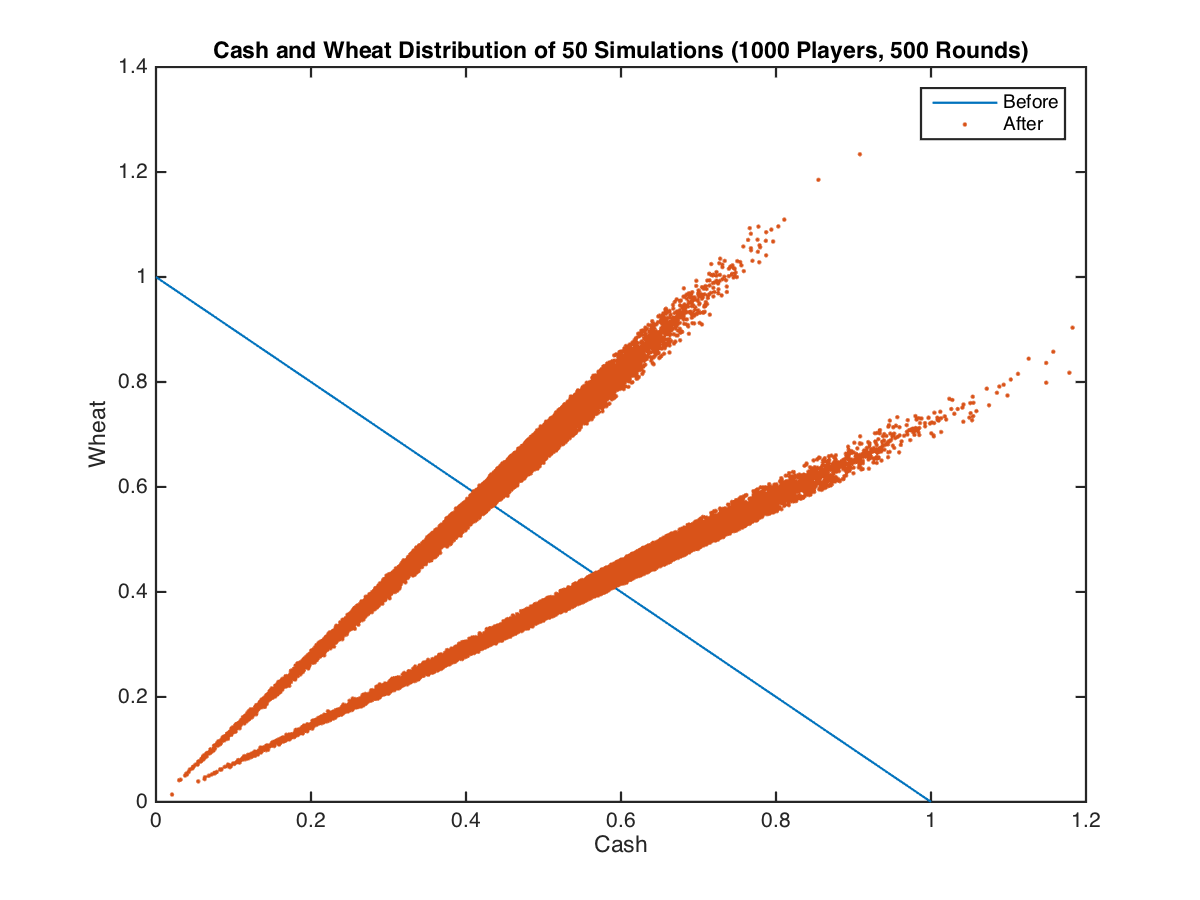 Cash and Wheat Distribution of 50 Simulations (1000 Players, 500 Rounds)
1.4
Before
After
1.2
1
0.8
0.6
0.4
0.2
0
Wheat
0 0.2 0.4 0.6 0.8 1 1.2
Cash